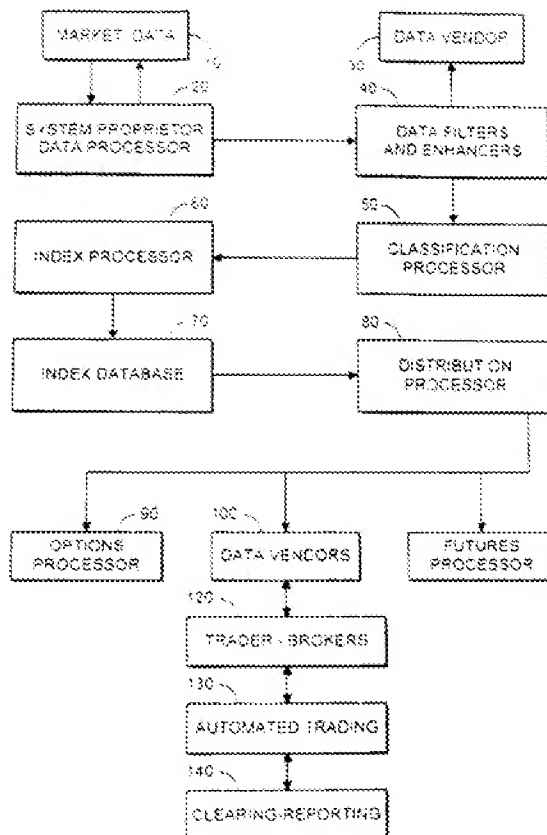 MARKET DATA
DATA VENDOR
20
40
SYSTEM PROPRIETOR
DATA PROCESSOR
DATA FILTERS
AND ENHANCERS
60
50
INDEX PROCESSOR
CLASSIFICATION
PROCESSOR
70
80
INDEX DATABASE
DISTRIBUTION
PROCESSOR
90
100
OPTIONS
PROCESSOR
DATA VENDORS
FUTURES
PROCESSOR
120
TRADER - BROKERS
130
AUTOMATED TRADING
140
CLEARING-REPORTING